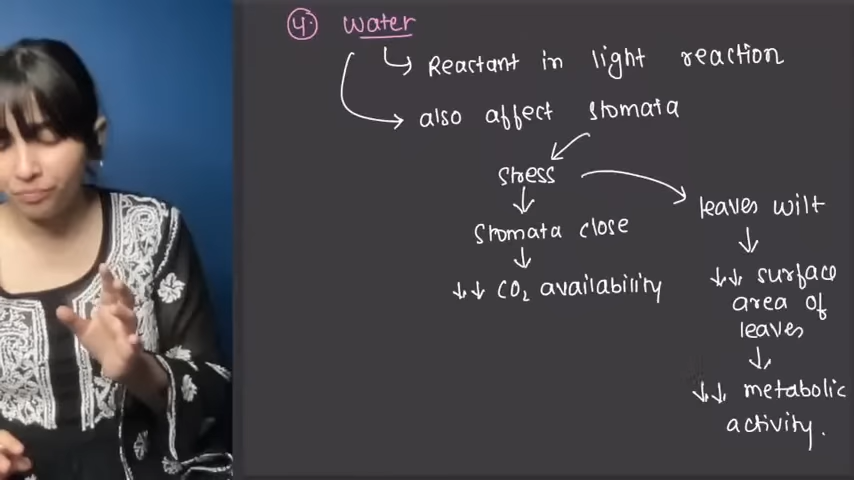 4. water
Reactant in light reaction
also affect stomata
stress
stomata close
↓↓ CO₂ availability
leaves wilt
↓↓ surface
area of
leaves
↓↓ metabolic
activity.